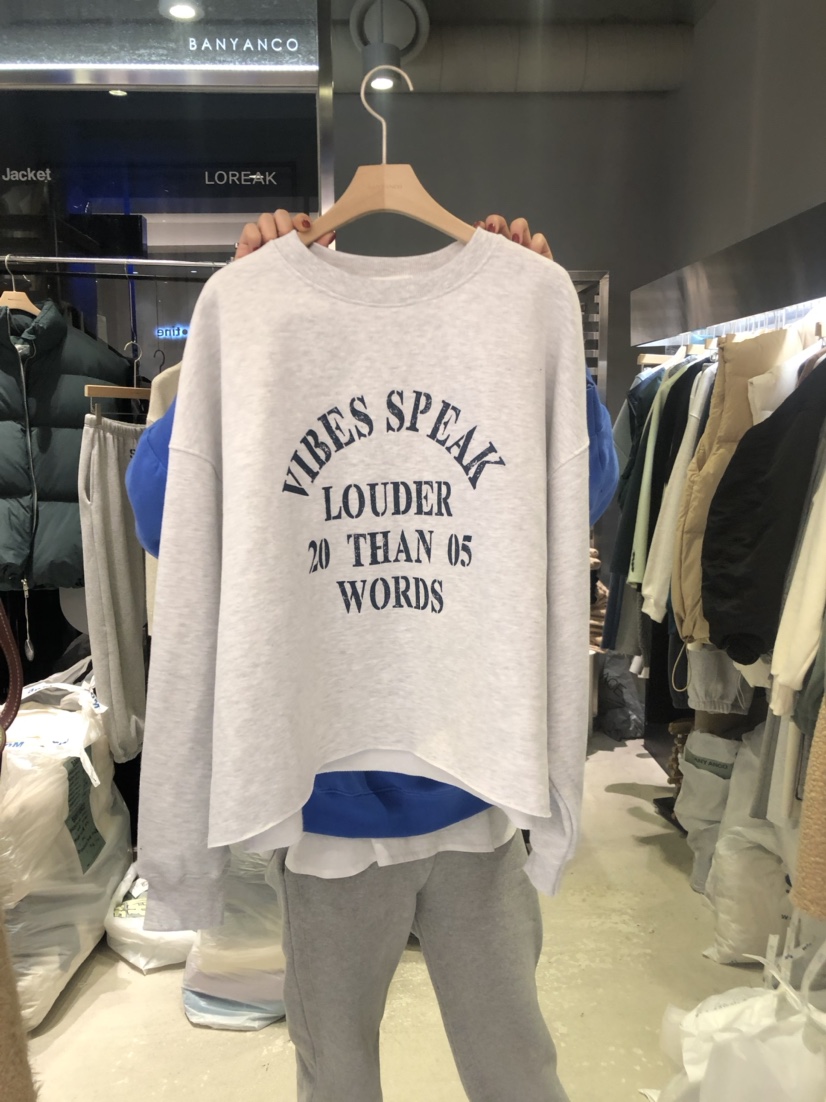 BANYANCO
Jacket
LOREAK
VIBES SPEAK
LOUDER
20 THAN 05
WORDS